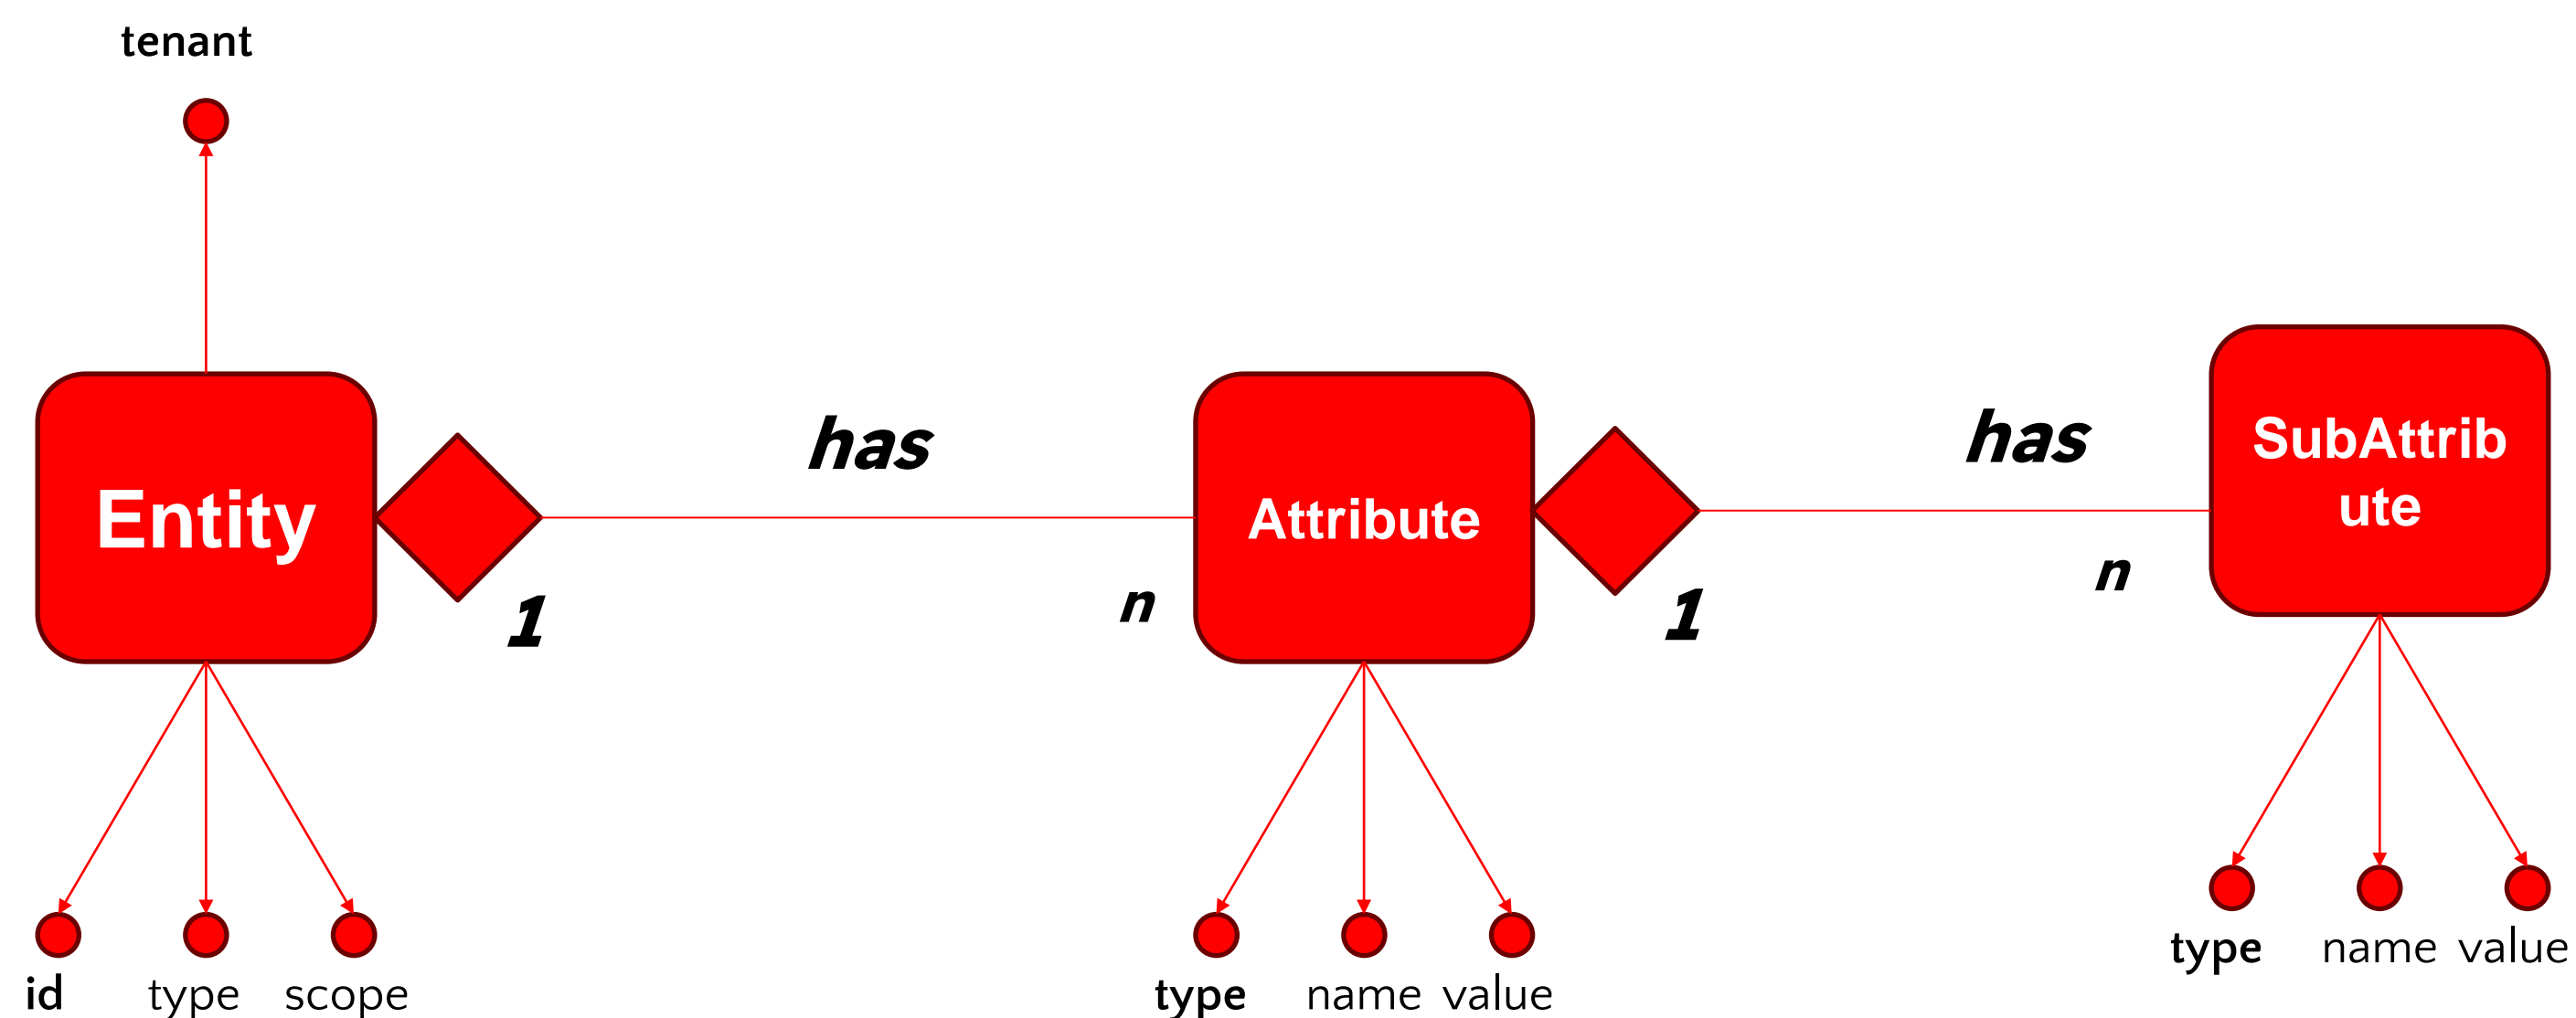 tenant
Entity
has
1
n
Attribute
has
1
n
SubAttrib
ute
id
type
scope
type
name
value
type
name
value